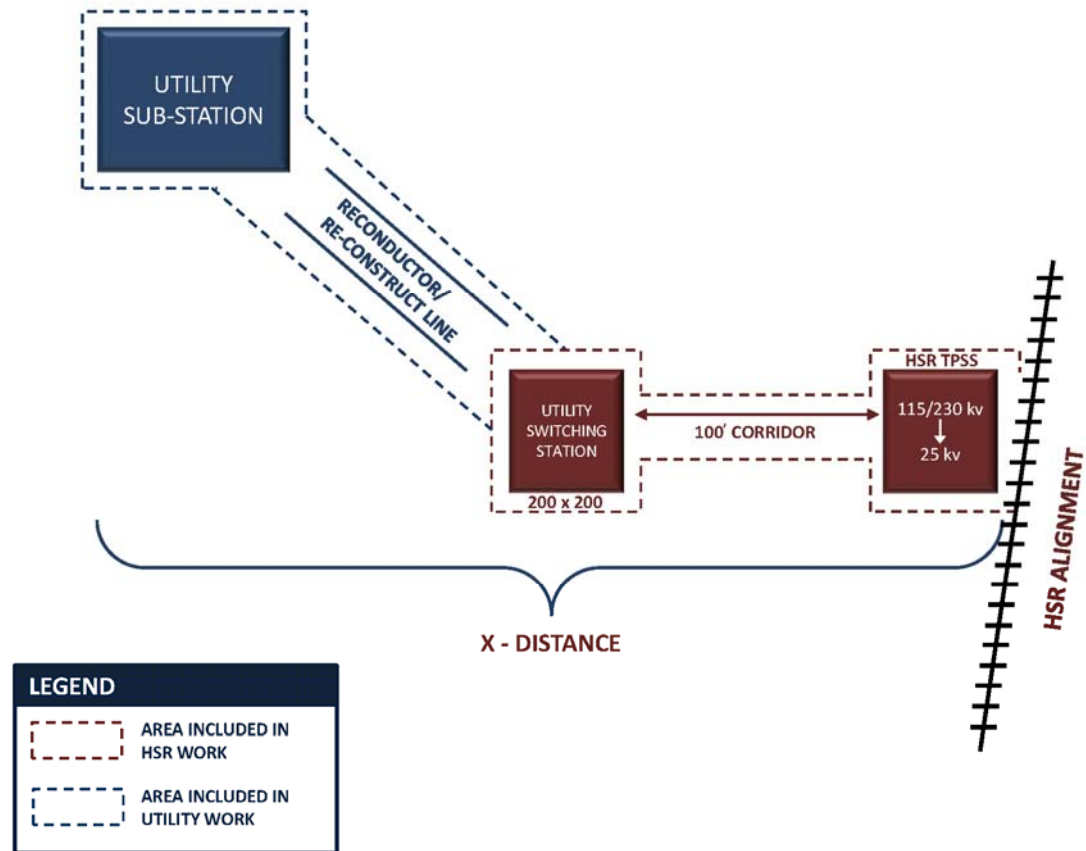 UTILITY
SUB-STATION
RECONDUCTOR/
RE-CONSTRUCT LINE
UTILITY
SWITCHING
STATION
200 x 200
100' CORRIDOR
HSR TPSS
115/230 kv
25 kv
HSR ALIGNMENT
X - DISTANCE
LEGEND
AREA INCLUDED IN
HSR WORK
AREA INCLUDED IN
UTILITY WORK